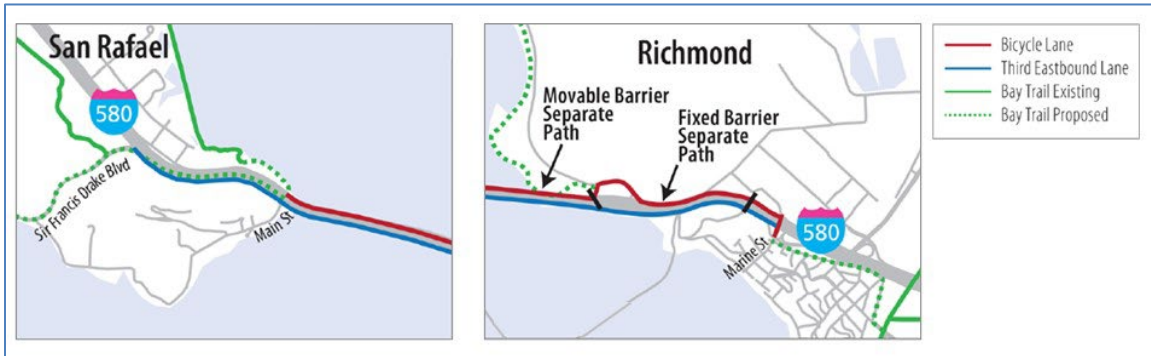 San Rafael
580
Sir Francis Drake Blvd
Main St
Richmond
Movable Barrier
Separate
Path
Fixed Barrier
Separate
Path
580
Marine St
Bicycle Lane
Third Eastbound Lane
Bay Trail Existing
Bay Trail Proposed